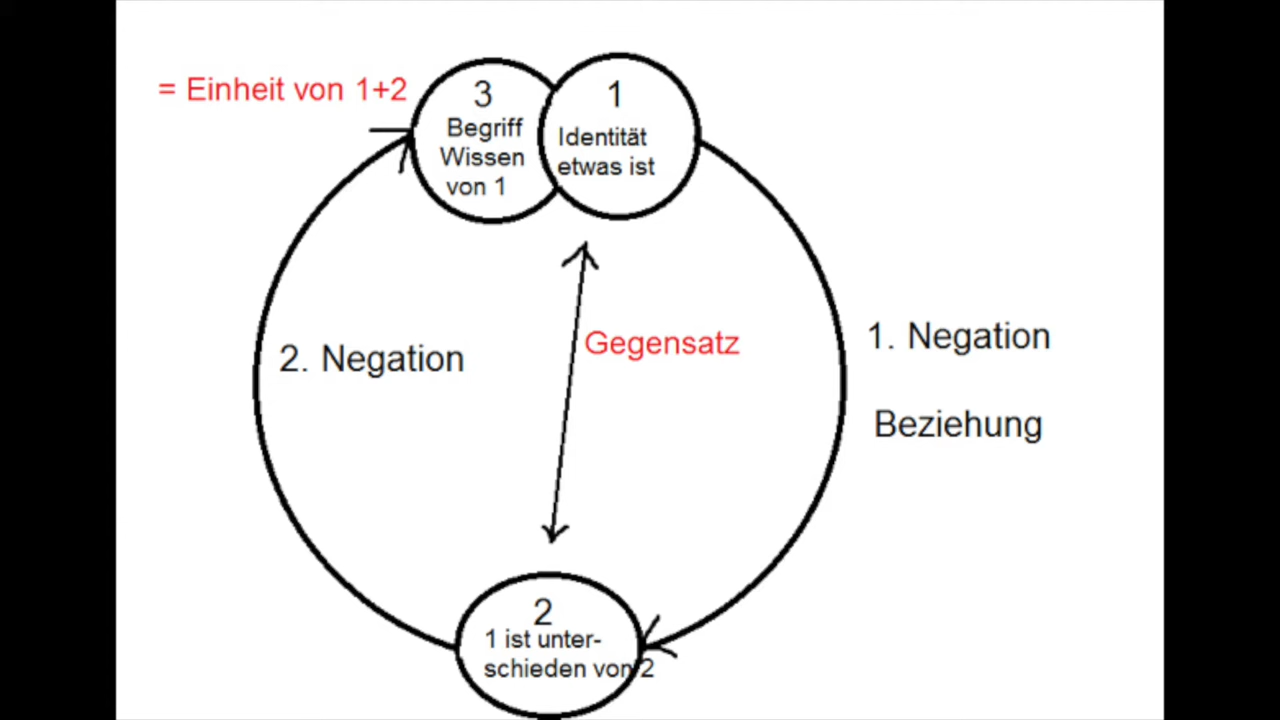 = Einheit von 1+2
3
Begriff
Wissen
von 1
1
Identität
etwas ist
Gegensatz
2. Negation
1. Negation
Beziehung
2
1 ist unter-
schieden von 2